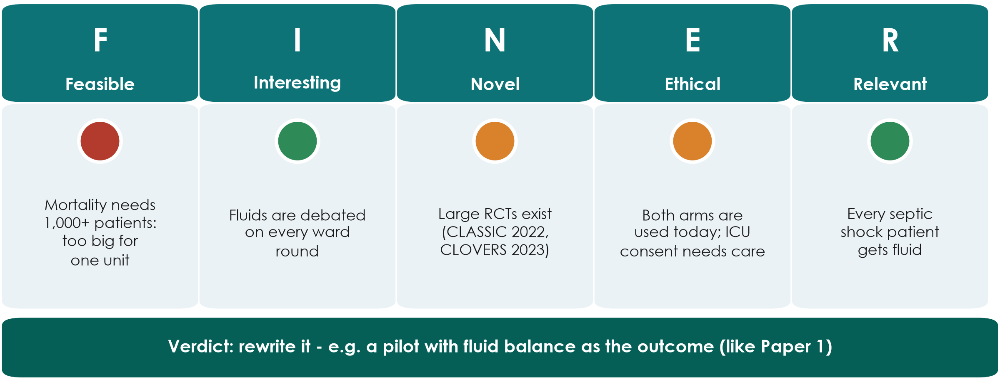 F
Feasible
I
Interesting
N
Novel
E
Ethical
R
Relevant
Mortality needs
1,000+ patients:
too big for
one unit
Fluids are debated
on every ward
round
Large RCTs exist
(CLASSIC 2022,
CLOVERS 2023)
Both arms are
used today; ICU
consent needs care
Every septic
shock patient
gets fluid
Verdict: rewrite it - e.g. a pilot with fluid balance as the outcome (like Paper 1)